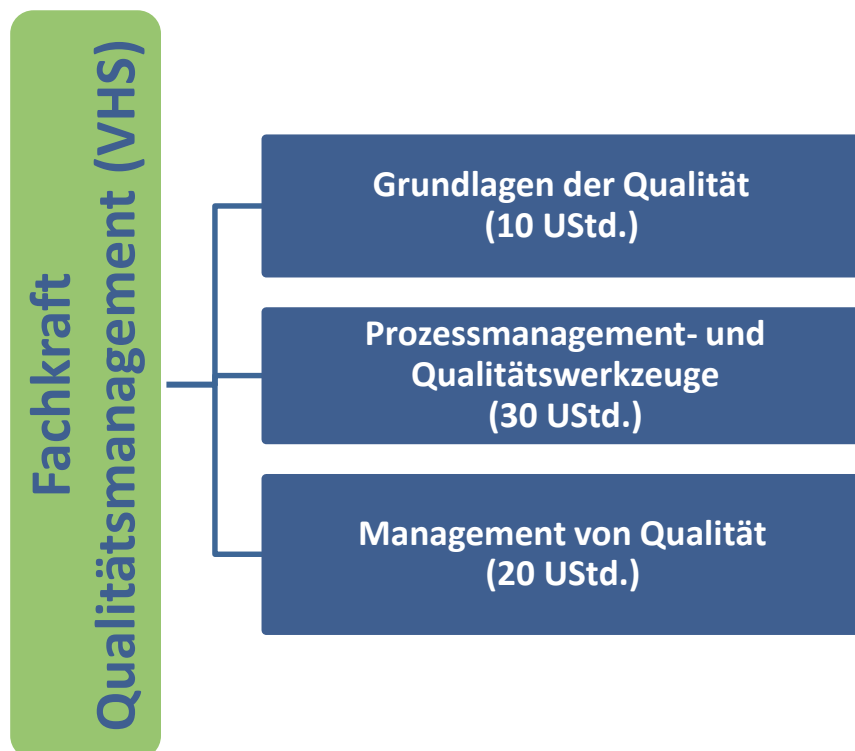 Fachkraft
Qualitätsmanagement (VHS)
Grundlagen der Qualität
(10 UStd.)
Prozessmanagement- und
Qualitätswerkzeuge
(30 UStd.)
Management von Qualität
(20 UStd.)